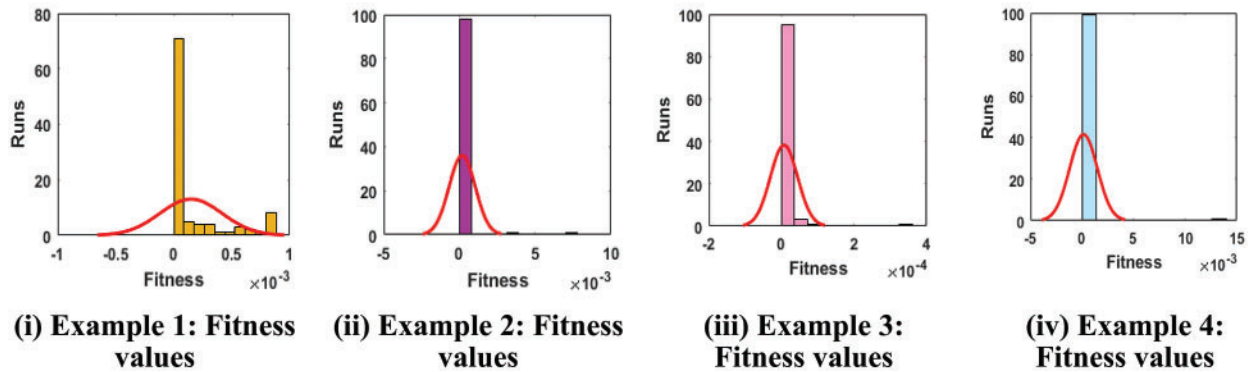 80
60
40
20
0
Runs
-1
-0.5
0
0.5
1
Fitness
×10⁻³
(i) Example 1: Fitness
values
100
80
60
40
20
0
Runs
-5
0
5
10
Fitness
×10⁻³
(ii) Example 2: Fitness
values
100
80
60
40
20
0
Runs
-2
0
2
4
Fitness
×10⁻⁴
(iii) Example 3:
Fitness values
100
80
60
40
20
0
Runs
-5
0
5
10
15
Fitness
×10⁻³
(iv) Example 4:
Fitness values